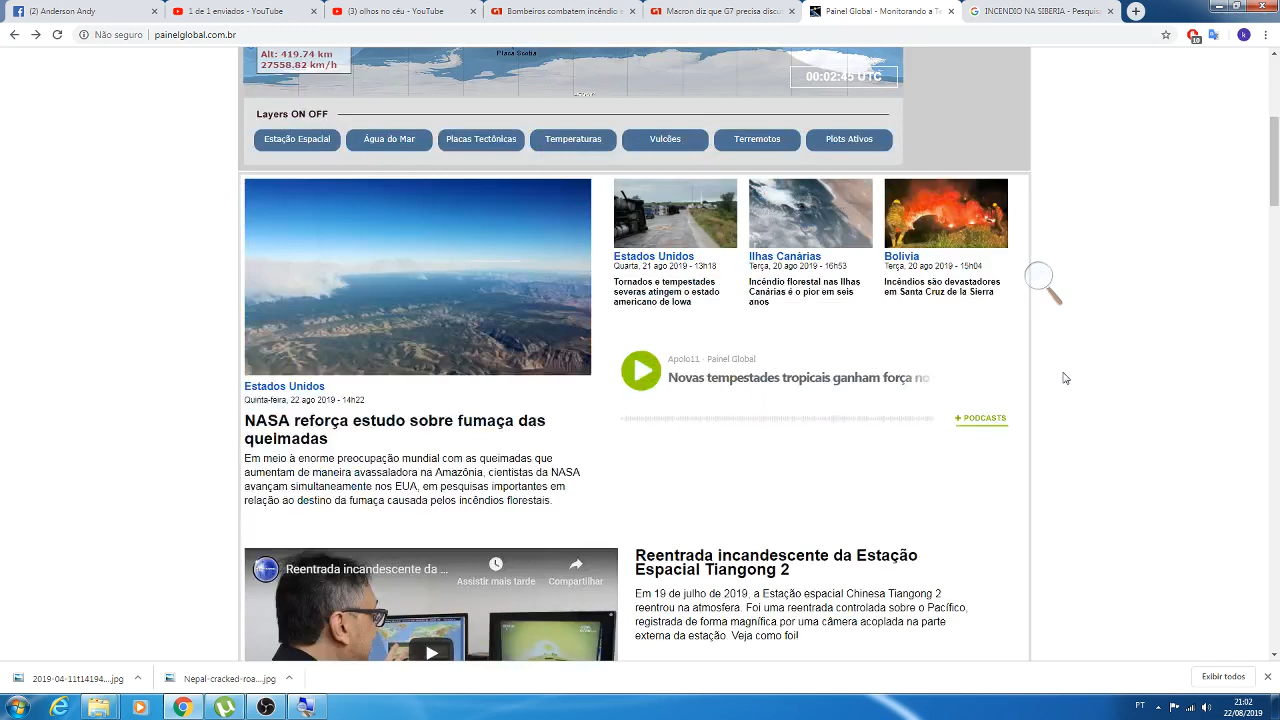 (2) Anderson Andy
1 de 1 enviados - YouTube
(3) olhos no céu - YouTube
Bombeiros combatem incêndio e
Macron diz que G7 precisa disc
Painel Global - Monitorando a Te
INCENDIO NA SIBERIA - Pesquis
Não seguro
painelglobal.com.br
10
k
Alt: 419.74 km
27558.82 km/h
Placa Scotia
00:02:45 UTC
Layers ON OFF
Estação Espacial
Água do Mar
Placas Tectônicas
Temperaturas
Vulcões
Terremotos
Plots Ativos
Estados Unidos
Quarta, 21 ago 2019 - 13h18
Tornados e tempestades
severas atingem o estado
americano de Iowa
Ilhas Canárias
Terça, 20 ago 2019 - 16h53
Incêndio florestal nas Ilhas
Canárias é o pior em seis
anos
Bolívia
Terça, 20 ago 2019 - 15h04
Incêndios são devastadores
em Santa Cruz de la Sierra
Apolo11 - Painel Global
Novas tempestades tropicais ganham força no
+ PODCASTS
Estados Unidos
Quinta-feira, 22 ago 2019 - 14h22
NASA reforça estudo sobre fumaça das
queimadas
Em meio à enorme preocupação mundial com as queimadas que
aumentam de maneira avassaladora na Amazônia, cientistas da NASA
avançam simultaneamente nos EUA, em pesquisas importantes em
relação ao destino da fumaça causada pelos incêndios florestais.
Reentrada incandescente da ...
Assistir mais tarde
Compartilhar
Reentrada incandescente da Estação
Espacial Tiangong 2
Em 19 de julho de 2019, a Estação espacial Chinesa Tiangong 2
reentrou na atmosfera. Foi uma reentrada controlada sobre o Pacífico,
registrada de forma magnífica por uma câmera acoplada na parte
externa da estação. Veja como foi!
2019-04-11t14194....jpg
Nepal-cracked-roa....jpg
Exibir todos
PT
21:02
22/08/2019